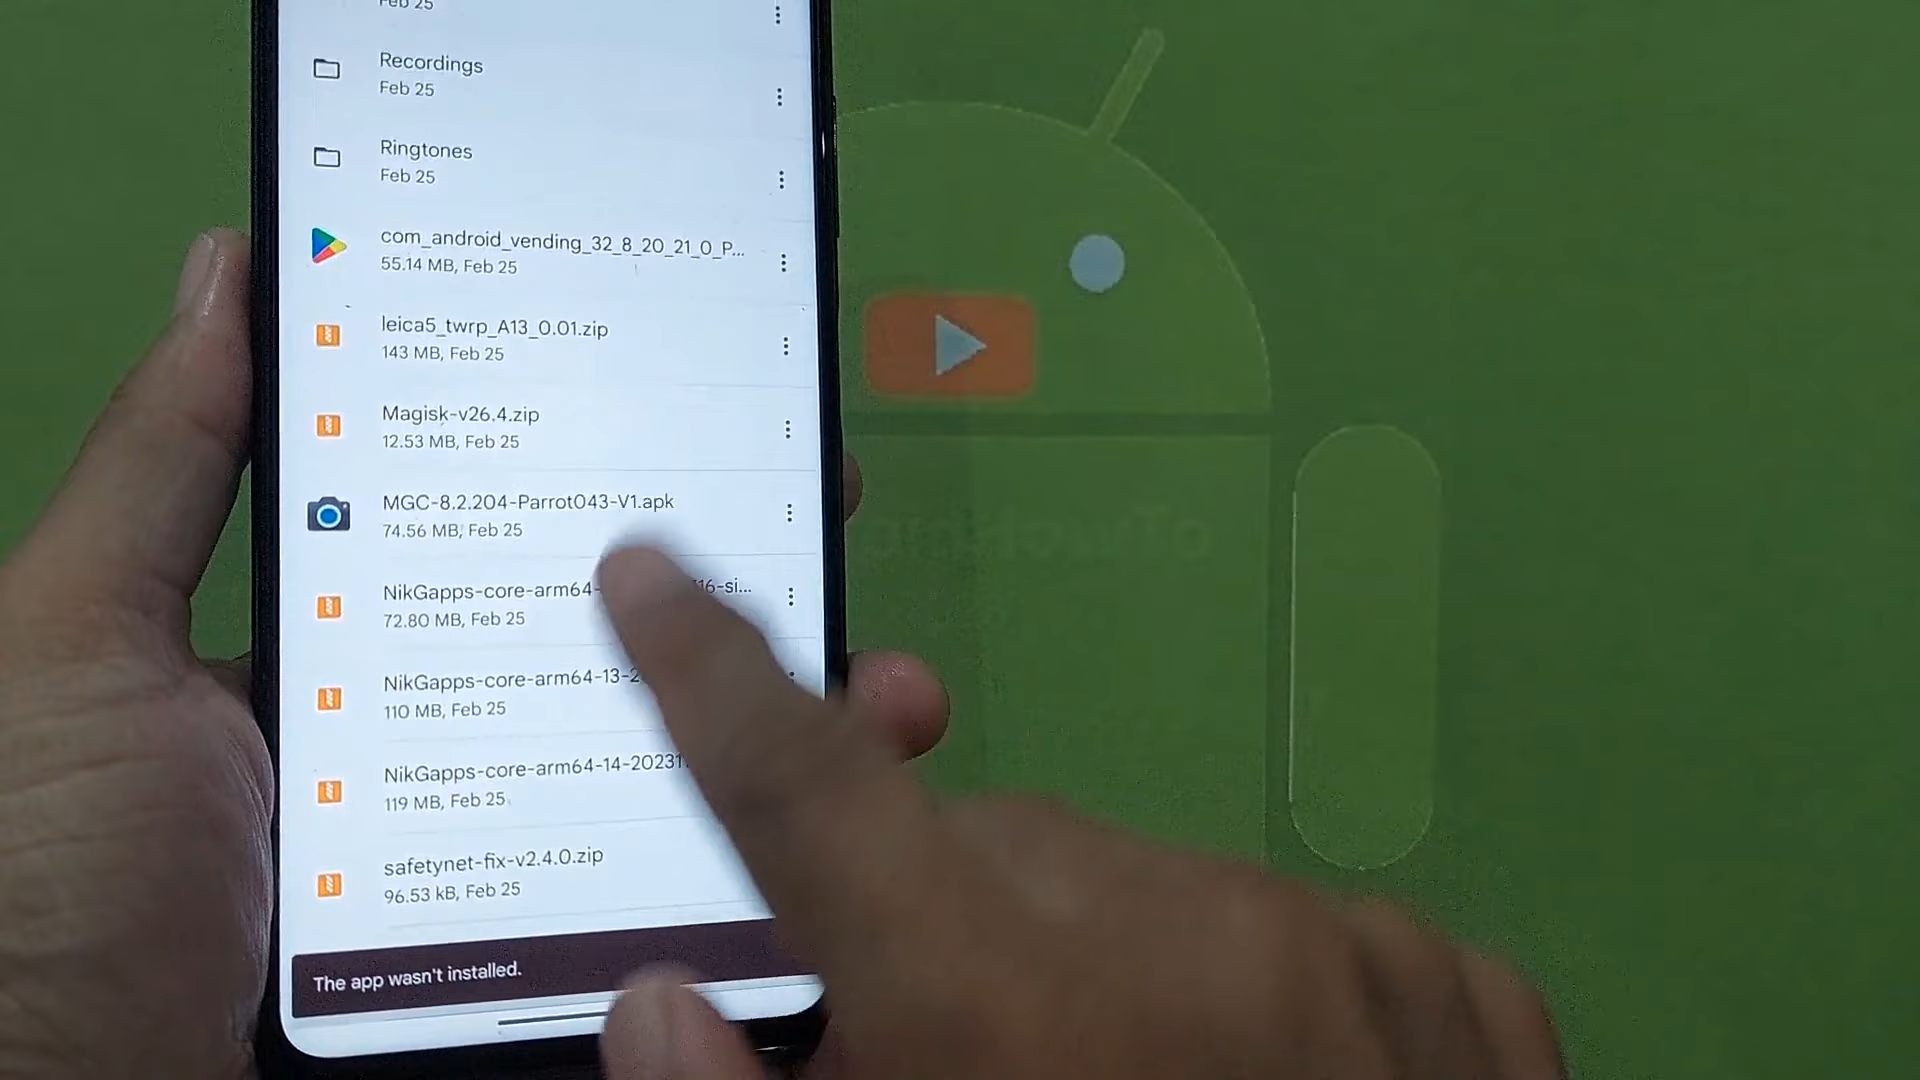 Feb 25
Recordings
Feb 25
Ringtones
Feb 25
com_android_vending_32_8_20_21_0_P...
55.14 MB, Feb 25
leica5_twrp_A13_0.01.zip
143 MB, Feb 25
Magisk-v26.4.zip
12.53 MB, Feb 25
MGC-8.2.204-Parrot043-V1.apk
74.56 MB, Feb 25
NikGapps-core-arm64- 16-si...
72.80 MB, Feb 25
NikGapps-core-arm64-13-2
110 MB, Feb 25
NikGapps-core-arm64-14-20231
119 MB, Feb 25
safetynet-fix-v2.4.0.zip
96.53 kB, Feb 25
The app wasn't installed.